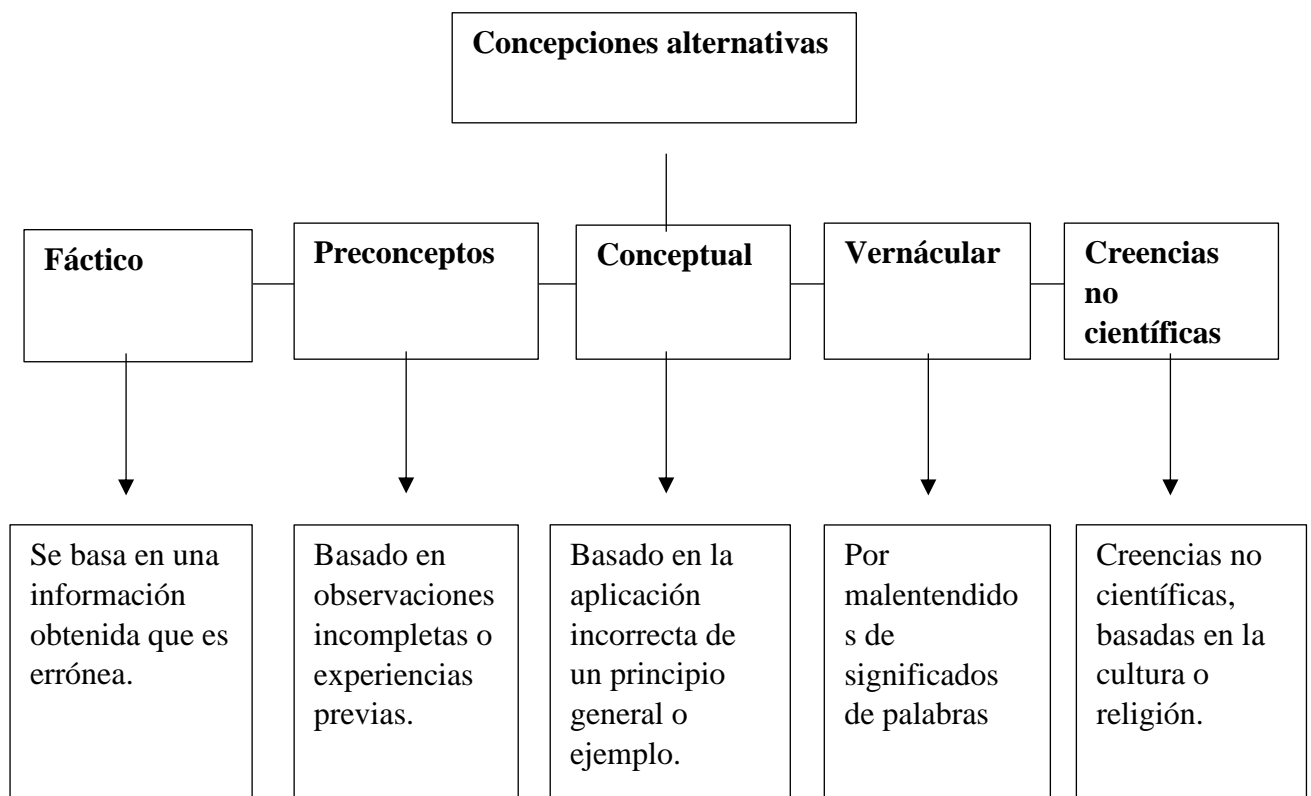 Concepciones alternativas
Fáctico
Preconceptos
Conceptual
Vernácular
Creencias
no
científicas
Se basa en una
información
obtenida que es
errónea.
Basado en
observaciones
incompletas o
experiencias
previas.
Basado en la
aplicación
incorrecta de
un principio
general o
ejemplo.
Por
malentendido
s de
significados
de palabras
Creencias no
científicas,
basadas en la
cultura o
religión.